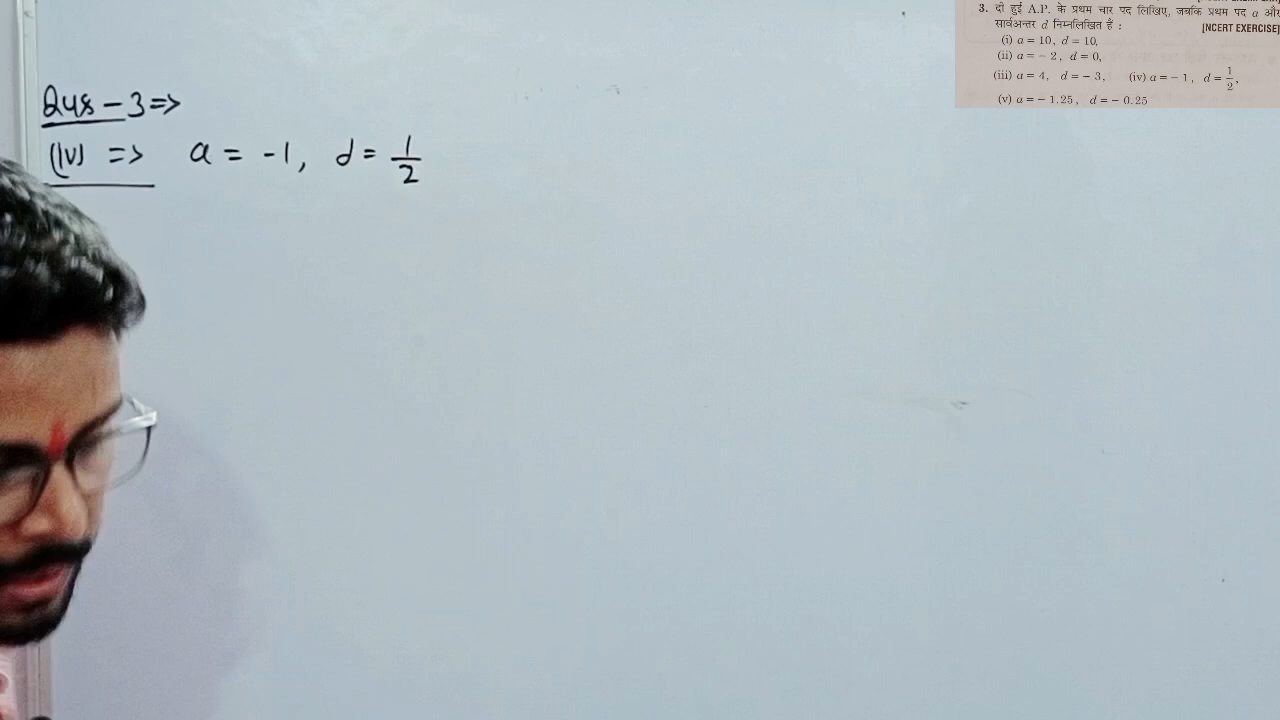 Qus - 3 =>
(iv) => a = -1, d = 1/2
3. दी हुई A.P. के प्रथम चार पद लिखिए, जबकि प्रथम पद a और
सार्वअन्तर d निम्नलिखित हैं :
[NCERT EXERCISE]
(i) a = 10, d = 10,
(ii) a = - 2, d = 0,
(iii) a = 4, d = - 3, (iv) a = - 1, d = 1/2,
(v) a = - 1.25, d = - 0.25